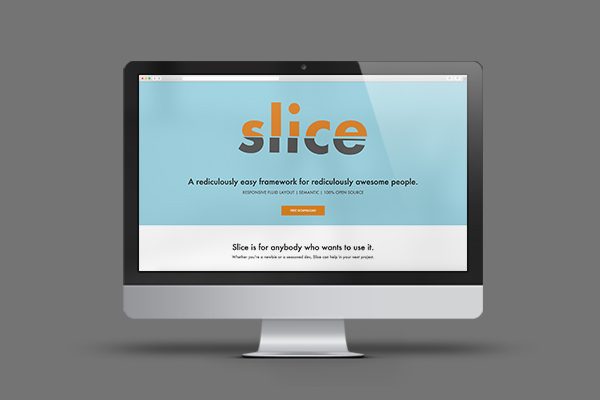 slice
A rediculously easy framework for rediculously awesome people.
RESPONSIVE FLUID LAYOUT | SEMANTIC | 100% OPEN SOURCE
FREE DOWNLOAD
Slice is for anybody who wants to use it.
Whether you're a newbie or a seasoned dev, Slice can help in your next project.